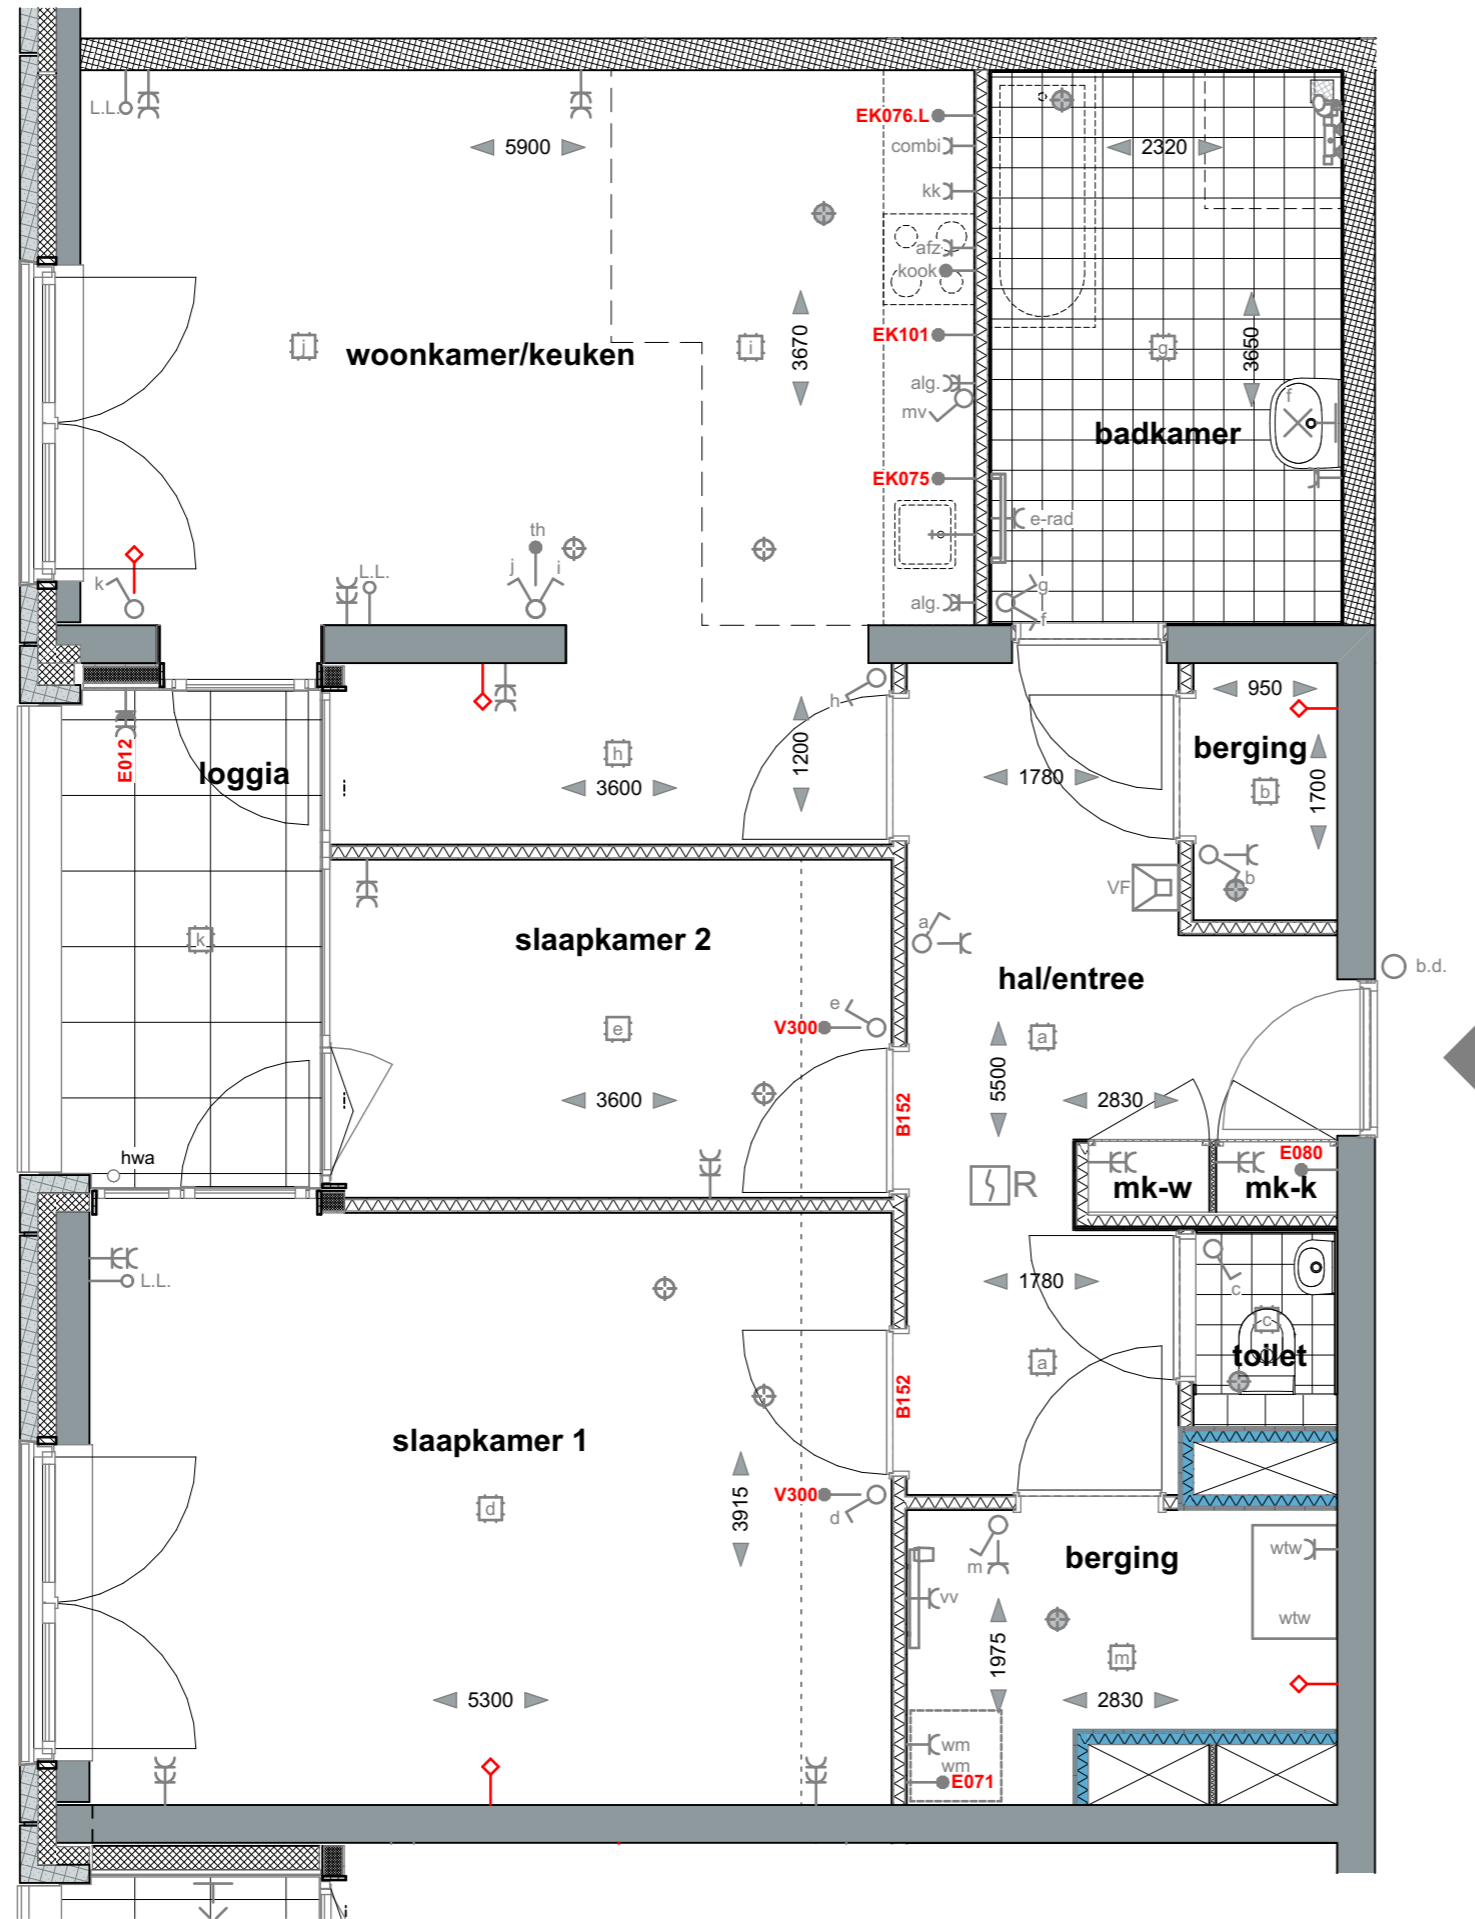 L.L.
5900
EK076.L
combi
2320
kk
afz
kook
j
woonkamer/keuken
i
3670
EK101
g
3650
alg.
mv
f
badkamer
EK075
e-rad
th
k
L.L.
j
i
alg.
g
f
h
950
E012
loggia
h
3600
1200
1780
berging
b
1700
VF
b
k
slaapkamer 2
a
hal/entree
b.d.
V300
e
e
a
5500
3600
B152
2830
hwa
R
mk-w
E080
mk-k
L.L.
1780
c
c
toilet
a
B152
slaapkamer 1
d
3915
V300
d
m
berging
wtw
vv
wtw
1975
m
5300
2830
wm
wm
E071